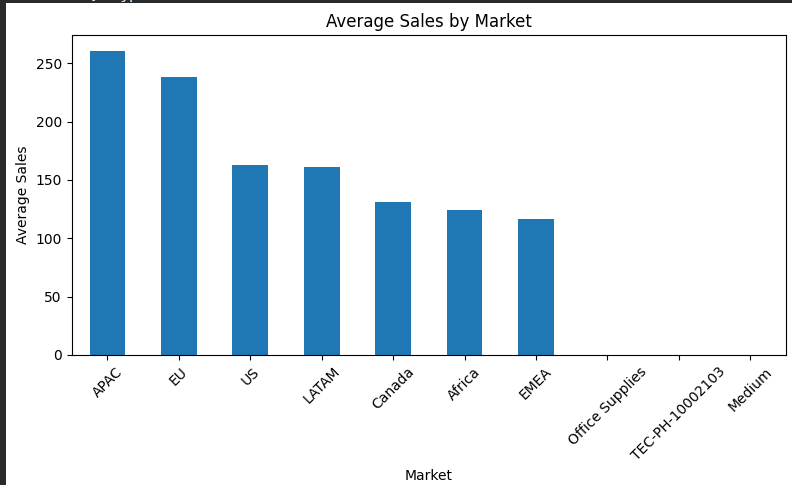 Average Sales by Market
Average Sales
250
200
150
100
50
0
APAC
EU
US
LATAM
Canada
Africa
EMEA
Office Supplies
TEC-PH-10002103
Medium
Market